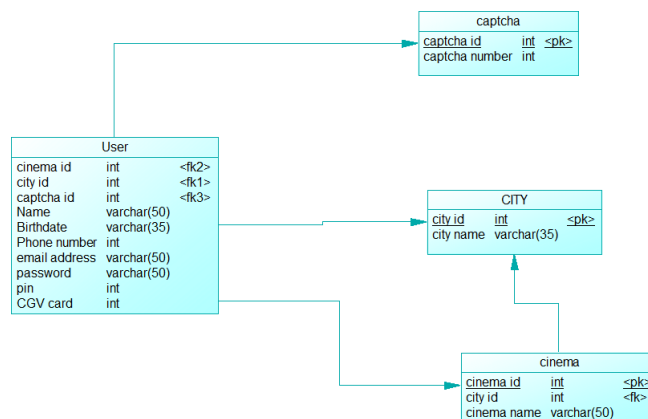 captcha
captcha id int <pk>
captcha number int
User
cinema id int <fk2>
city id int <fk1>
captcha id int <fk3>
Name varchar(50)
Birthdate varchar(35)
Phone number int
email address varchar(50)
password varchar(50)
pin int
CGV card int
CITY
city id int <pk>
city name varchar(35)
cinema
cinema id int <pk>
city id int <fk>
cinema name varchar(50)